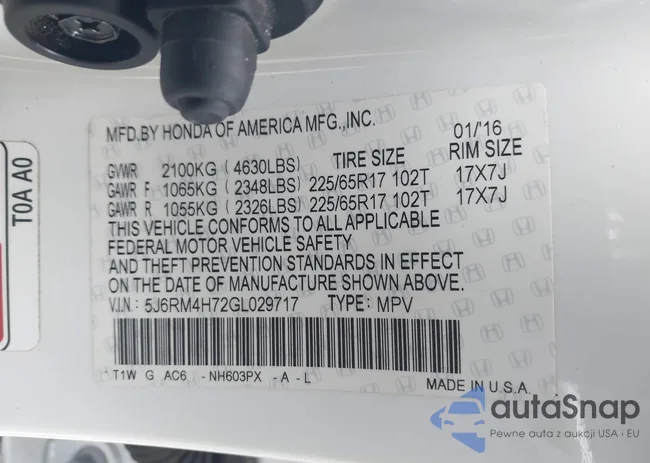 MFD.BY HONDA OF AMERICA MFG.,INC. 01/'16
GVWR 2100KG ( 4630LBS) TIRE SIZE RIM SIZE
GAWR F 1065KG ( 2348LBS) 225/65R17 102T 17X7J
GAWR R 1055KG ( 2326LBS) 225/65R17 102T 17X7J
THIS VEHICLE CONFORMS TO ALL APPLICABLE
FEDERAL MOTOR VEHICLE SAFETY
AND THEFT PREVENTION STANDARDS IN EFFECT
ON THE DATE OF MANUFACTURE SHOWN ABOVE.
V.I.N: 5J6RM4H72GL029717 TYPE: MPV
T1W G AC6 -NH603PX -A -L
MADE IN U.S.A.
T0A A0
autoSnap
Pewne auta z aukcji USA i EU